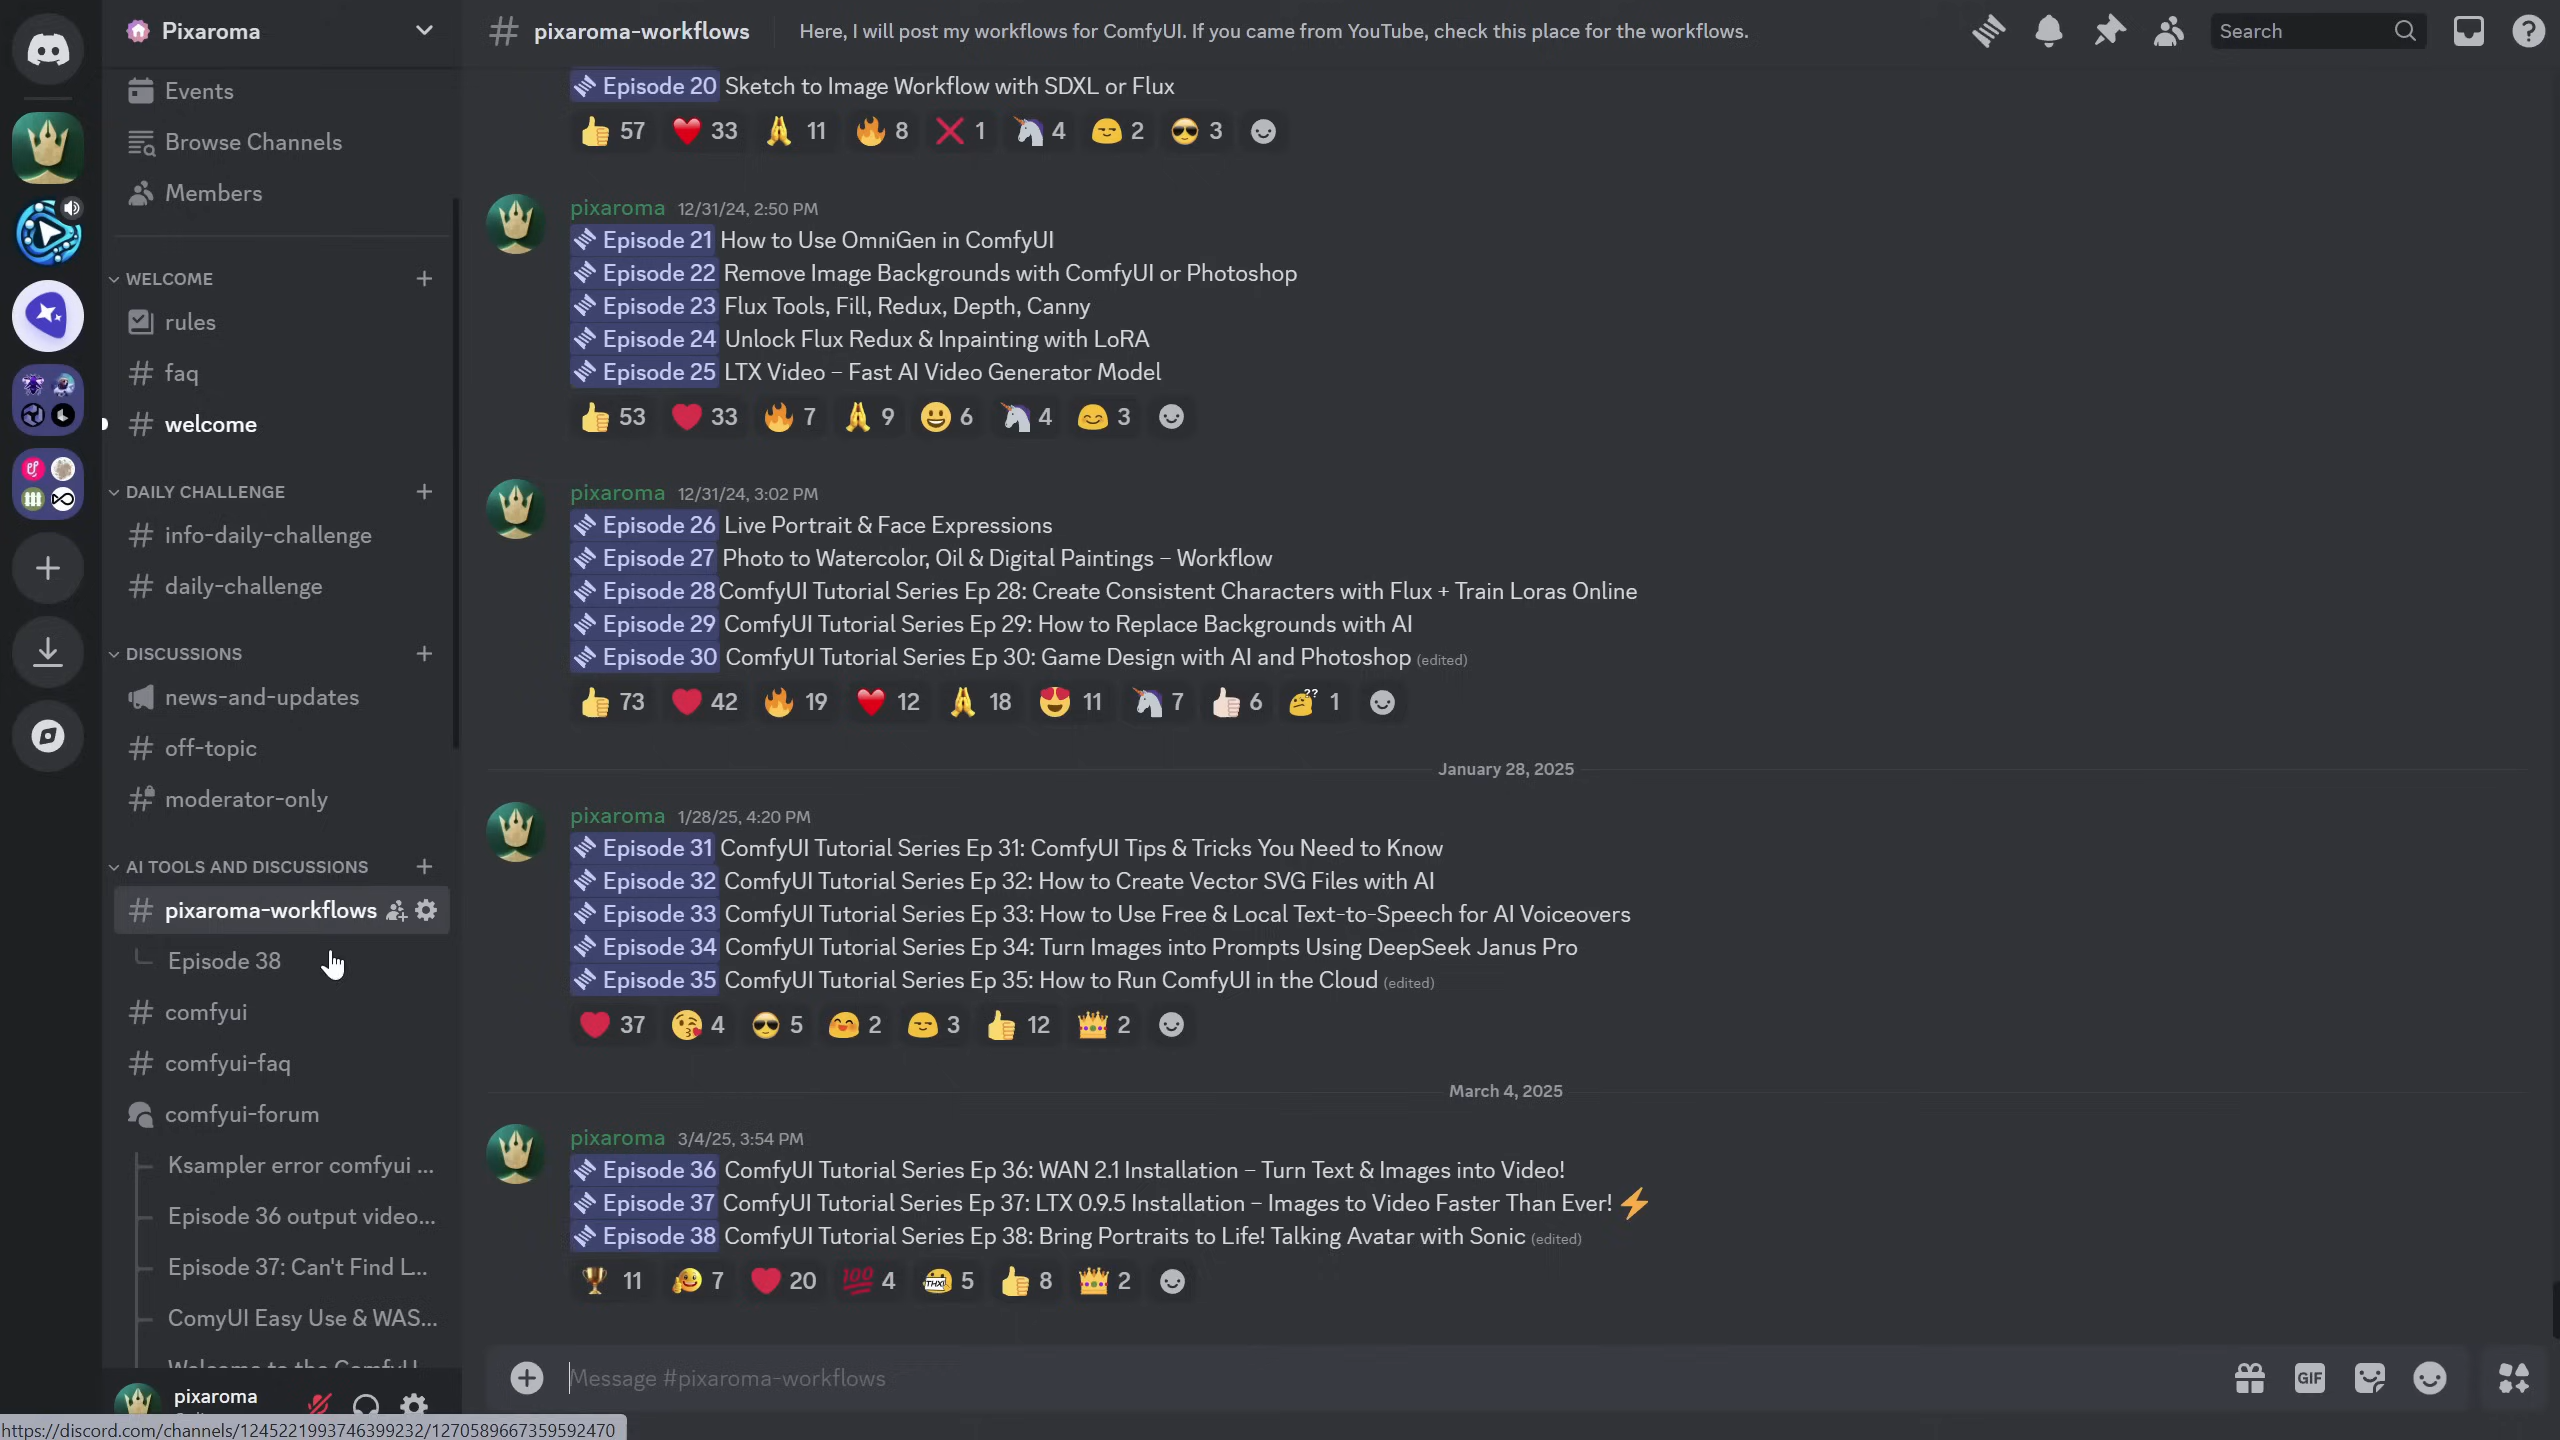 Pixaroma
Events
Browse Channels
Members
WELCOME
rules
faq
welcome
DAILY CHALLENGE
info-daily-challenge
daily-challenge
DISCUSSIONS
news-and-updates
off-topic
moderator-only
AI TOOLS AND DISCUSSIONS
pixaroma-workflows
Episode 38
comfyui
comfyui-faq
comfyui-forum
Ksampler error comfyui ...
Episode 36 output video...
Episode 37: Can't Find L...
ComyUI Easy Use & WAS...
pixaroma
https://discord.com/channels/1245221993746399232/1270589667359592470
pixaroma-workflows
Here, I will post my workflows for ComfyUI. If you came from YouTube, check this place for the workflows.
Search
Episode 20 Sketch to Image Workflow with SDXL or Flux
57 33 11 8 1 4 2 3
pixaroma 12/31/24, 2:50 PM
Episode 21 How to Use OmniGen in ComfyUI
Episode 22 Remove Image Backgrounds with ComfyUI or Photoshop
Episode 23 Flux Tools, Fill, Redux, Depth, Canny
Episode 24 Unlock Flux Redux & Inpainting with LoRA
Episode 25 LTX Video – Fast AI Video Generator Model
53 33 7 9 6 4 3
pixaroma 12/31/24, 3:02 PM
Episode 26 Live Portrait & Face Expressions
Episode 27 Photo to Watercolor, Oil & Digital Paintings – Workflow
Episode 28 ComfyUI Tutorial Series Ep 28: Create Consistent Characters with Flux + Train Loras Online
Episode 29 ComfyUI Tutorial Series Ep 29: How to Replace Backgrounds with AI
Episode 30 ComfyUI Tutorial Series Ep 30: Game Design with AI and Photoshop (edited)
73 42 19 12 18 11 7 6 1
January 28, 2025
pixaroma 1/28/25, 4:20 PM
Episode 31 ComfyUI Tutorial Series Ep 31: ComfyUI Tips & Tricks You Need to Know
Episode 32 ComfyUI Tutorial Series Ep 32: How to Create Vector SVG Files with AI
Episode 33 ComfyUI Tutorial Series Ep 33: How to Use Free & Local Text-to-Speech for AI Voiceovers
Episode 34 ComfyUI Tutorial Series Ep 34: Turn Images into Prompts Using DeepSeek Janus Pro
Episode 35 ComfyUI Tutorial Series Ep 35: How to Run ComfyUI in the Cloud (edited)
37 4 5 2 3 12 2
March 4, 2025
pixaroma 3/4/25, 3:54 PM
Episode 36 ComfyUI Tutorial Series Ep 36: WAN 2.1 Installation – Turn Text & Images into Video!
Episode 37 ComfyUI Tutorial Series Ep 37: LTX 0.9.5 Installation – Images to Video Faster Than Ever!
Episode 38 ComfyUI Tutorial Series Ep 38: Bring Portraits to Life! Talking Avatar with Sonic (edited)
11 7 20 100 4 THX! 5 8 2
Message #pixaroma-workflows
GIF